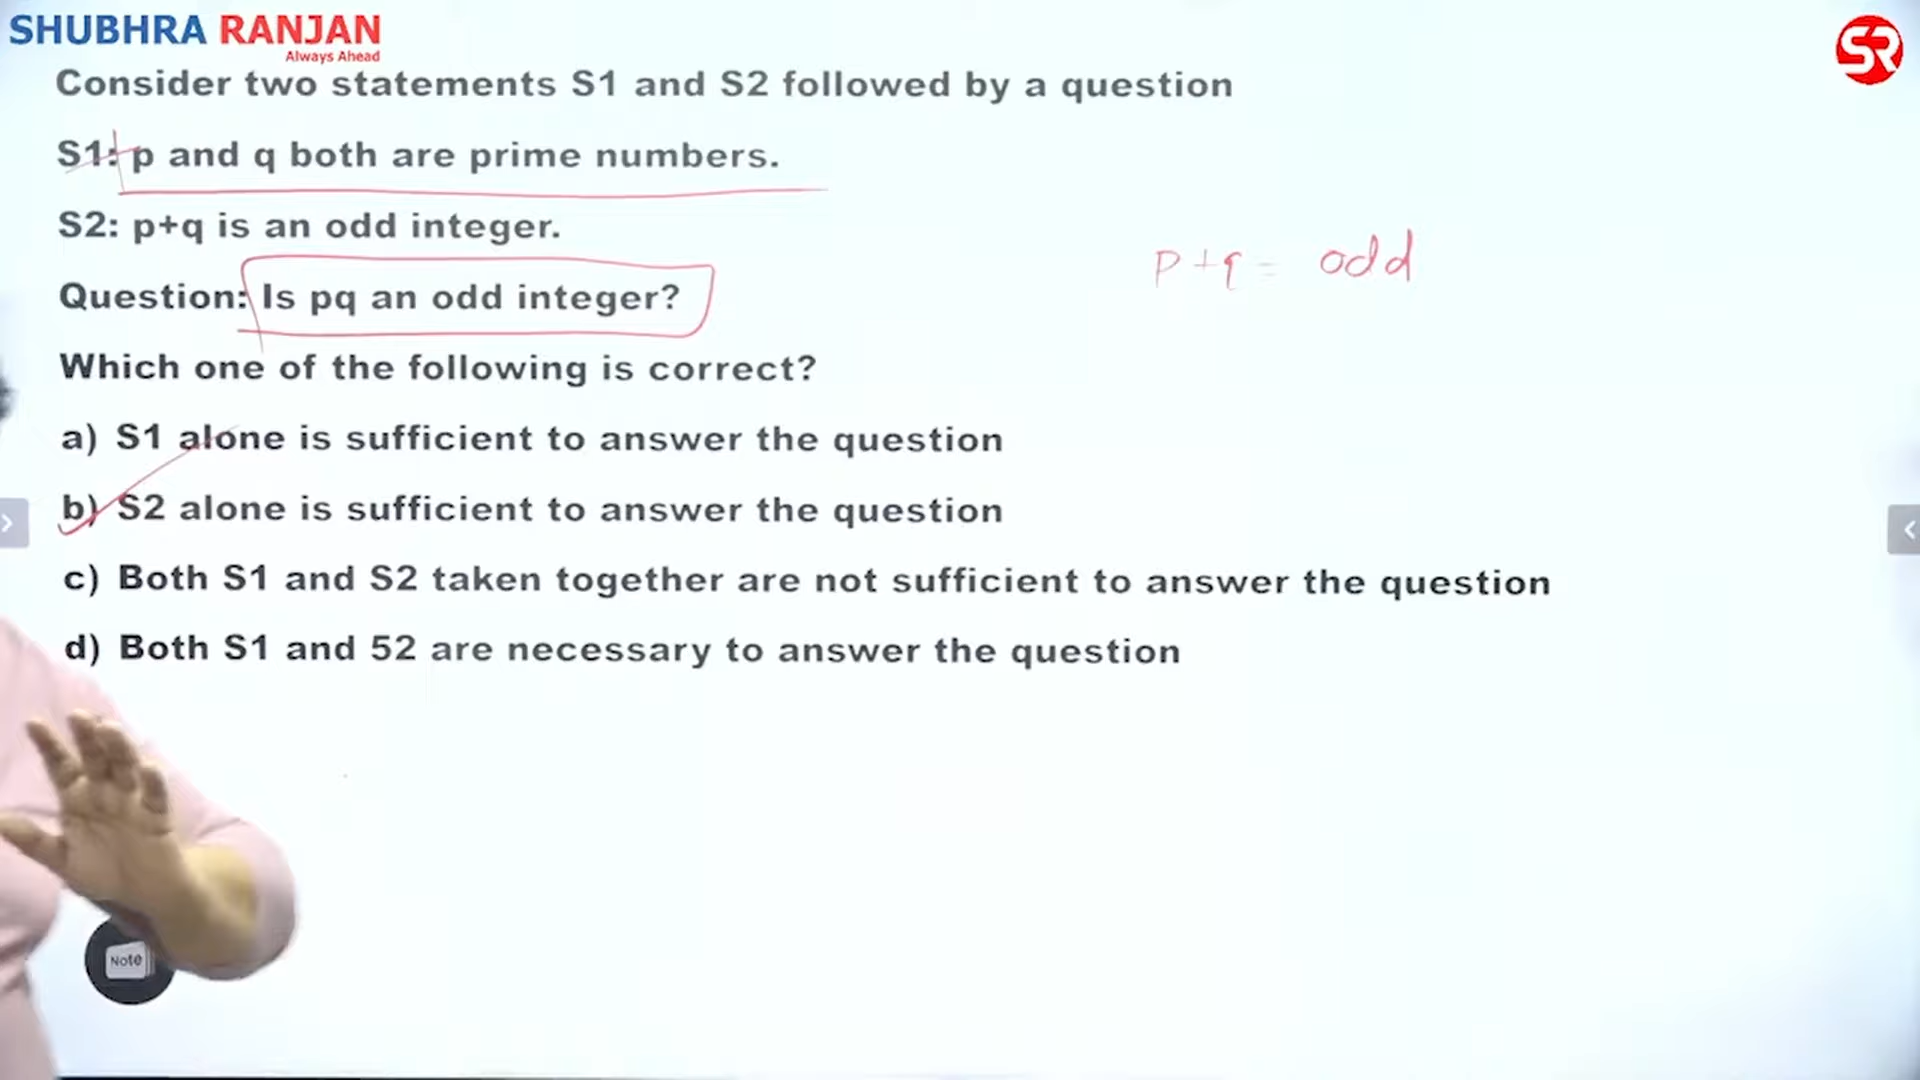 SHUBHRA RANJAN
Always Ahead
SR
Consider two statements S1 and S2 followed by a question
S1: p and q both are prime numbers.
S2: p+q is an odd integer.
p+q = odd
Question: Is pq an odd integer?
Which one of the following is correct?
a) S1 alone is sufficient to answer the question
b) S2 alone is sufficient to answer the question
c) Both S1 and S2 taken together are not sufficient to answer the question
d) Both S1 and 52 are necessary to answer the question
Note